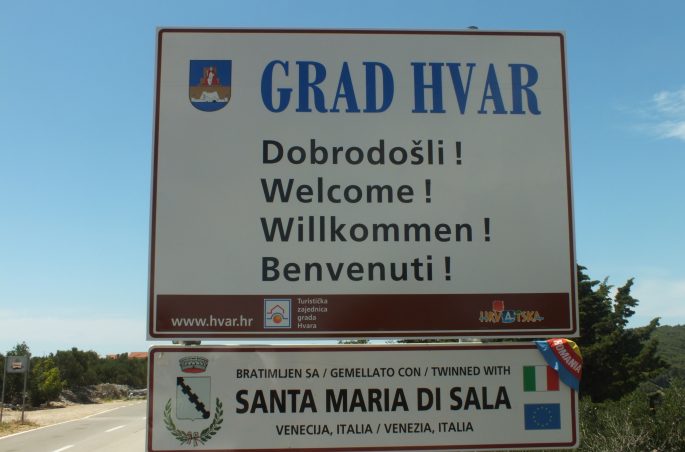 GRAD HVAR
Dobrodošli !
Welcome !
Willkommen !
Benvenuti !
www.hvar.hr
Turistička
zajednica
grada
Hvara
HRVATSKA
ROMANIA
BRATIMLJEN SA / GEMELLATO CON / TWINNED WITH
SANTA MARIA DI SALA
VENECIJA, ITALIA / VENEZIA, ITALIA